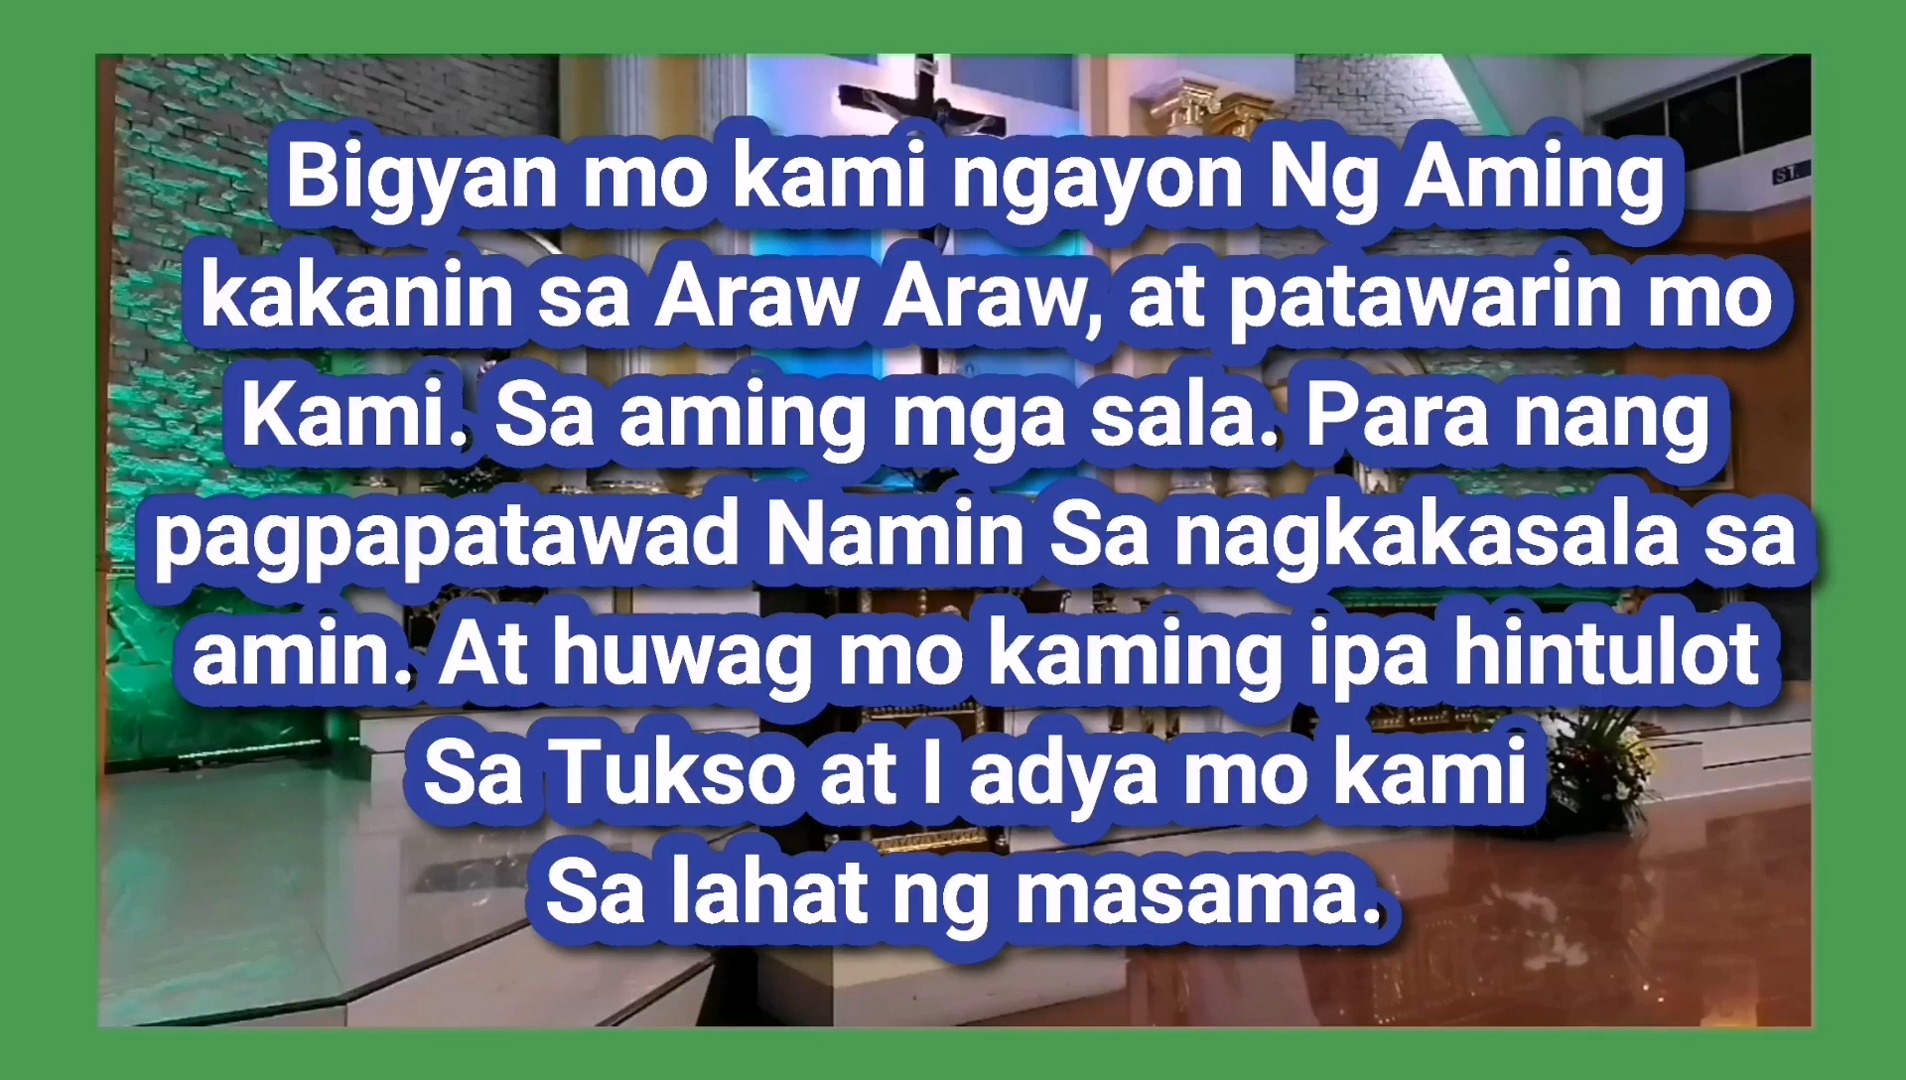 Bigyan mo kami ngayon Ng Aming
kakanin sa Araw Araw, at patawarin mo
Kami. Sa aming mga sala. Para nang
pagpapatawad Namin Sa nagkakasala sa
amin. At huwag mo kaming ipa hintulot
Sa Tukso at I adya mo kami
Sa lahat ng masama.
ST.